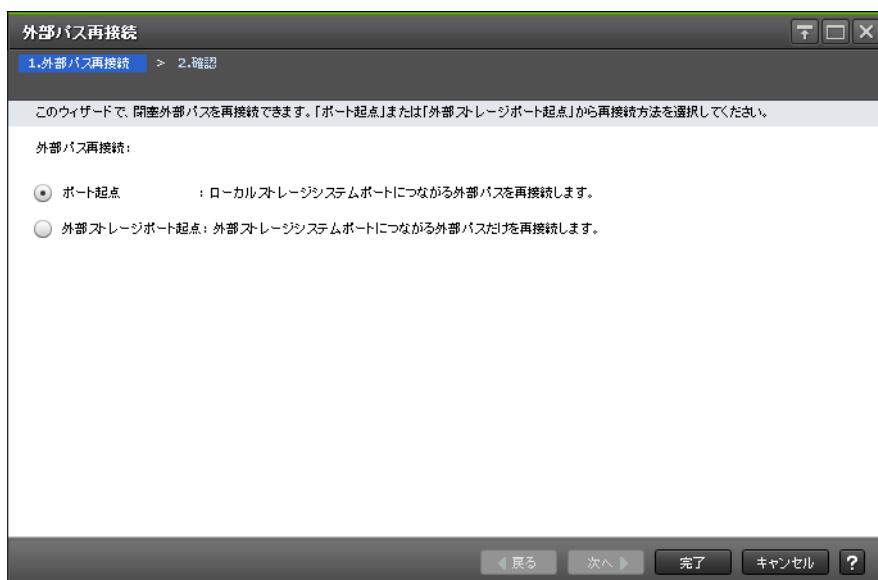 外部パス再接続
1.外部パス再接続 > 2.確認
このウィザードで、閉塞外部パスを再接続できます。「ポート起点」または「外部ストレージポート起点」から再接続方法を選択してください。
外部パス再接続:
ポート起点 : ローカルストレージシステムポートにつながる外部パスを再接続します。
外部ストレージポート起点 : 外部ストレージシステムポートにつながる外部パスだけを再接続します。
戻る 次へ 完了 キャンセル ?